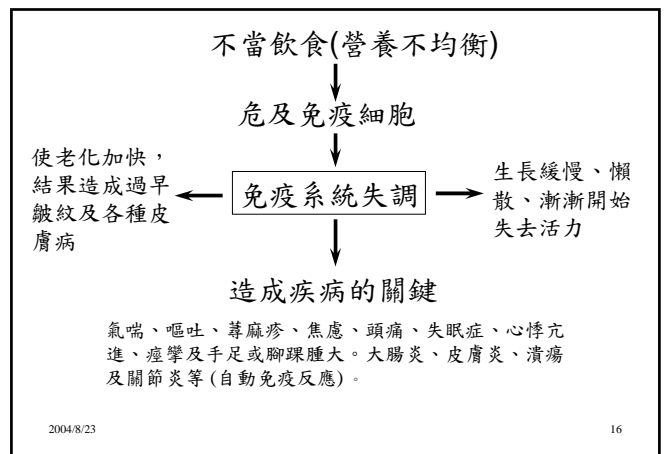 不當飲食(營養不均衡)
危及免疫細胞
使老化加快，
結果造成過早
皺紋及各種皮
膚病
免疫系統失調
生長緩慢、懶
散、漸漸開始
失去活力
造成疾病的關鍵
氣喘、嘔吐、蕁麻疹、焦慮、頭痛、失眠症、心悸亢
進、痙攣及手足或腳踝腫大。大腸炎、皮膚炎、潰瘍
及關節炎等(自動免疫反應)。
2004/8/23
16